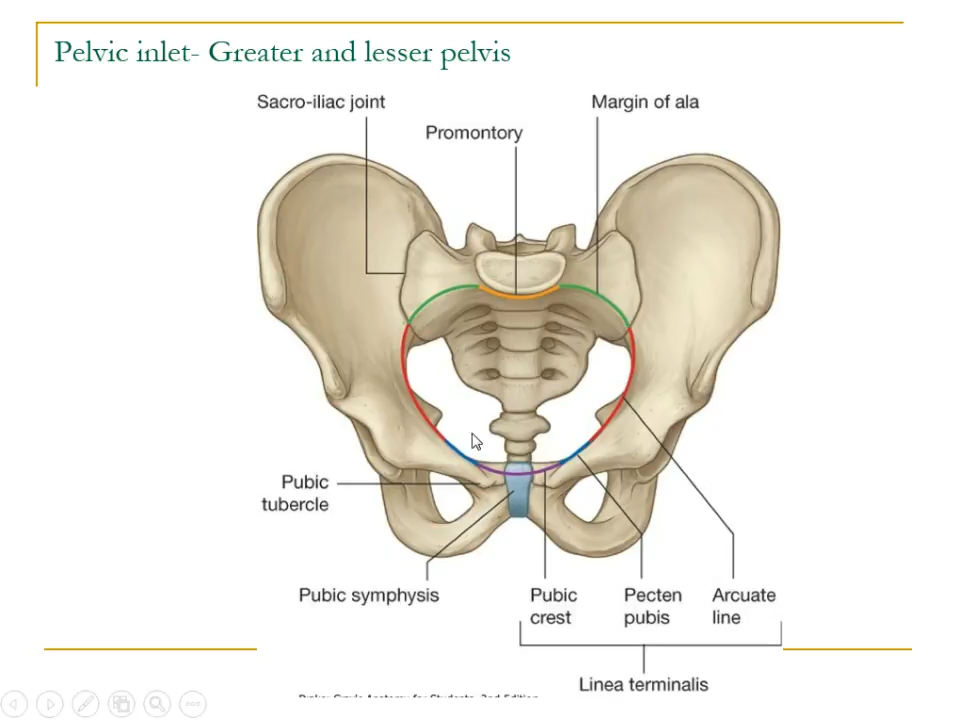 Pelvic inlet- Greater and lesser pelvis
Sacro-iliac joint
Margin of ala
Promontory
Pubic
tubercle
Pubic symphysis
Pubic
crest
Pecten
pubis
Arcuate
line
Linea terminalis